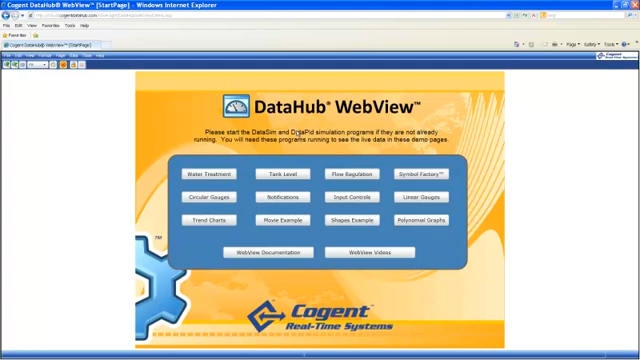 Cogent DataHub WebView™ [StartPage] - Windows Internet Explorer
File Edit View Favorites Tools Help
Favorites
Cogent DataHub WebView™ [StartPage]
Page Safety Tools
DataHub® WebView™
Please start the DataSim and DataPid simulation programs if they are not already
running. You will need these programs running to see the live data in these demo pages.
Water Treatment Tank Level Flow Regulation Symbol Factory™
Circular Gauges Notifications Input Controls Linear Gauges
Trend Charts Movie Example Shapes Example Polynomial Graphs
WebView Documentation WebView Videos
™
Cogent™
Real-Time Systems